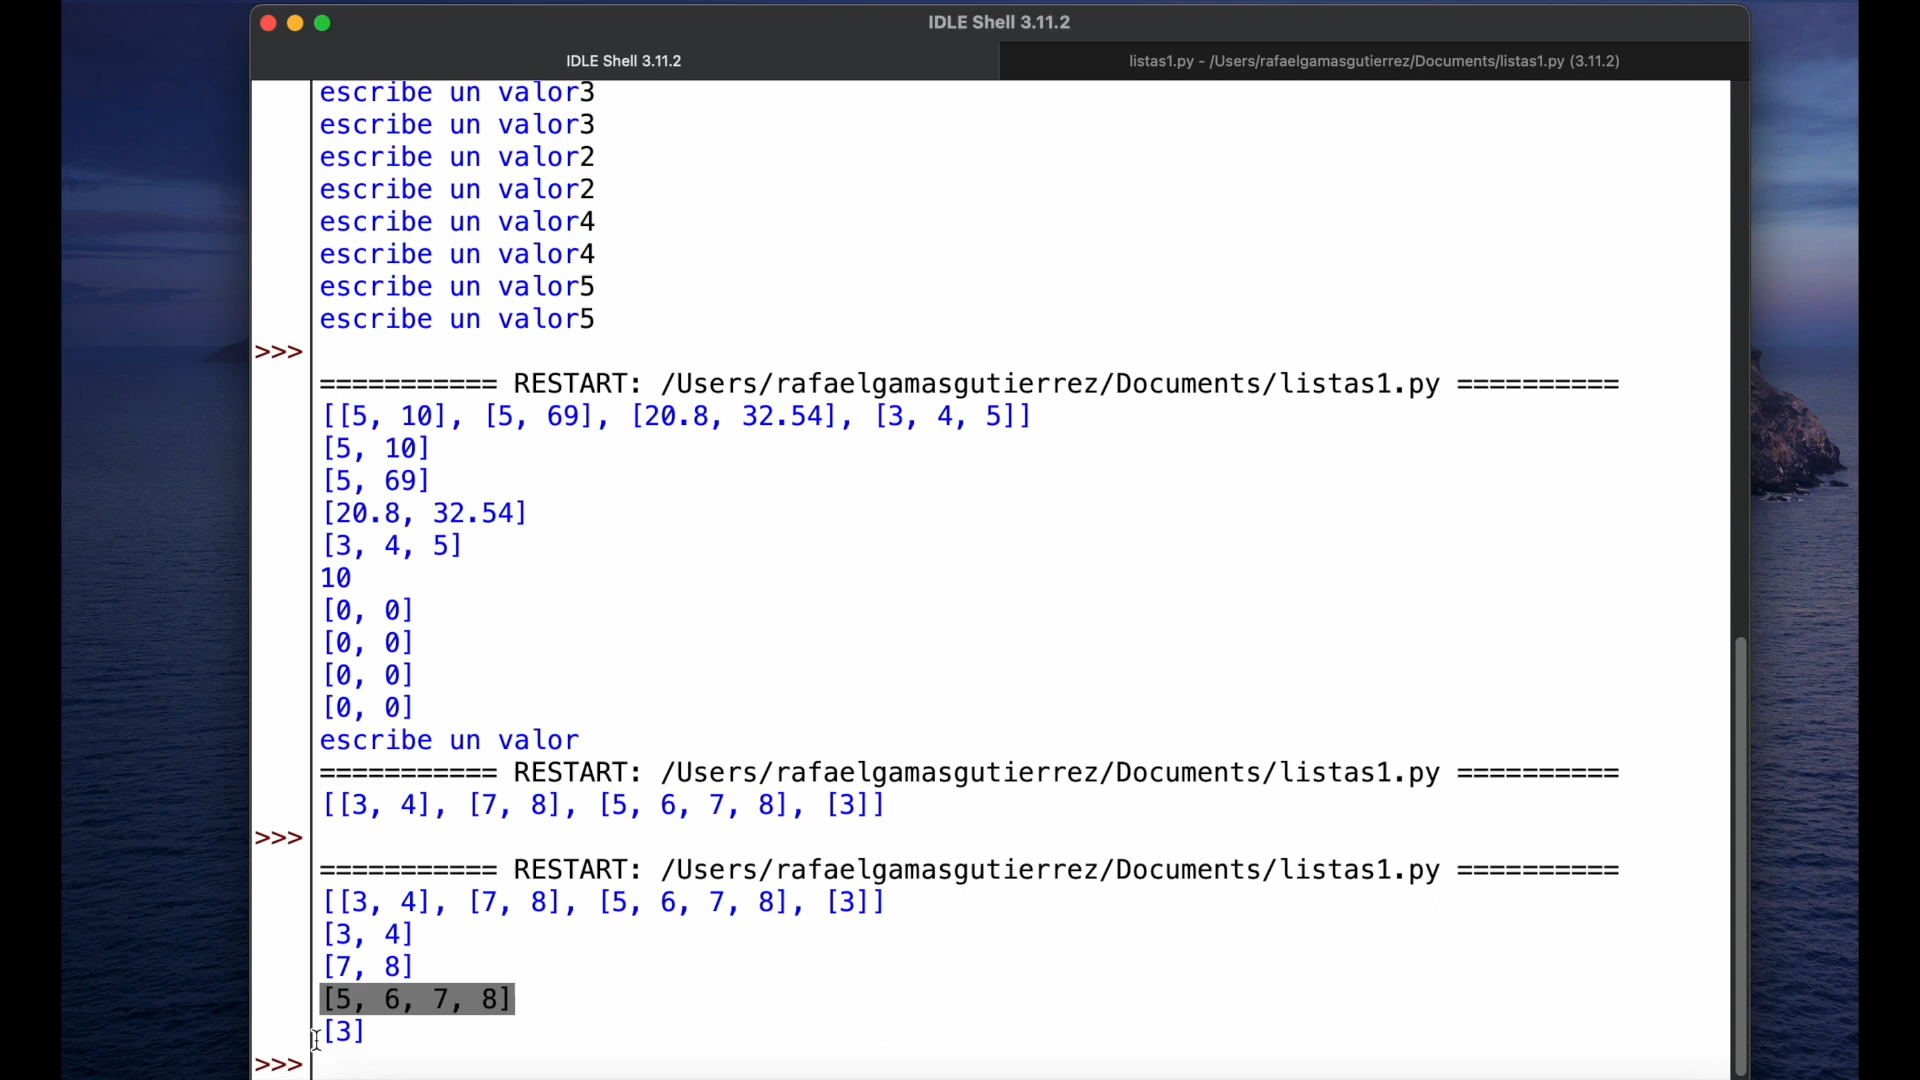 IDLE Shell 3.11.2
IDLE Shell 3.11.2
listas1.py - /Users/rafaelgamasgutierrez/Documents/listas1.py (3.11.2)
escribe un valor3
escribe un valor3
escribe un valor2
escribe un valor2
escribe un valor4
escribe un valor4
escribe un valor5
escribe un valor5
>>>
=========== RESTART: /Users/rafaelgamasgutierrez/Documents/listas1.py ==========
[[5, 10], [5, 69], [20.8, 32.54], [3, 4, 5]]
[5, 10]
[5, 69]
[20.8, 32.54]
[3, 4, 5]
10
[0, 0]
[0, 0]
[0, 0]
[0, 0]
escribe un valor
=========== RESTART: /Users/rafaelgamasgutierrez/Documents/listas1.py ==========
[[3, 4], [7, 8], [5, 6, 7, 8], [3]]
>>>
=========== RESTART: /Users/rafaelgamasgutierrez/Documents/listas1.py ==========
[[3, 4], [7, 8], [5, 6, 7, 8], [3]]
[3, 4]
[7, 8]
[5, 6, 7, 8]
[3]
>>>